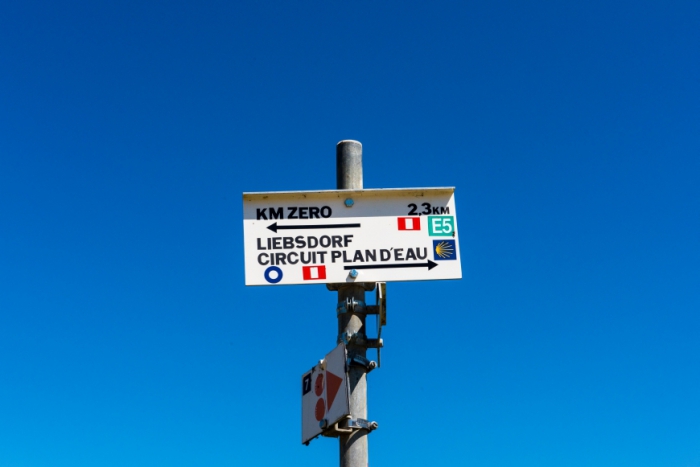 KM ZERO 2,3KM
E5
LIEBSDORF
CIRCUIT PLAN D'EAU